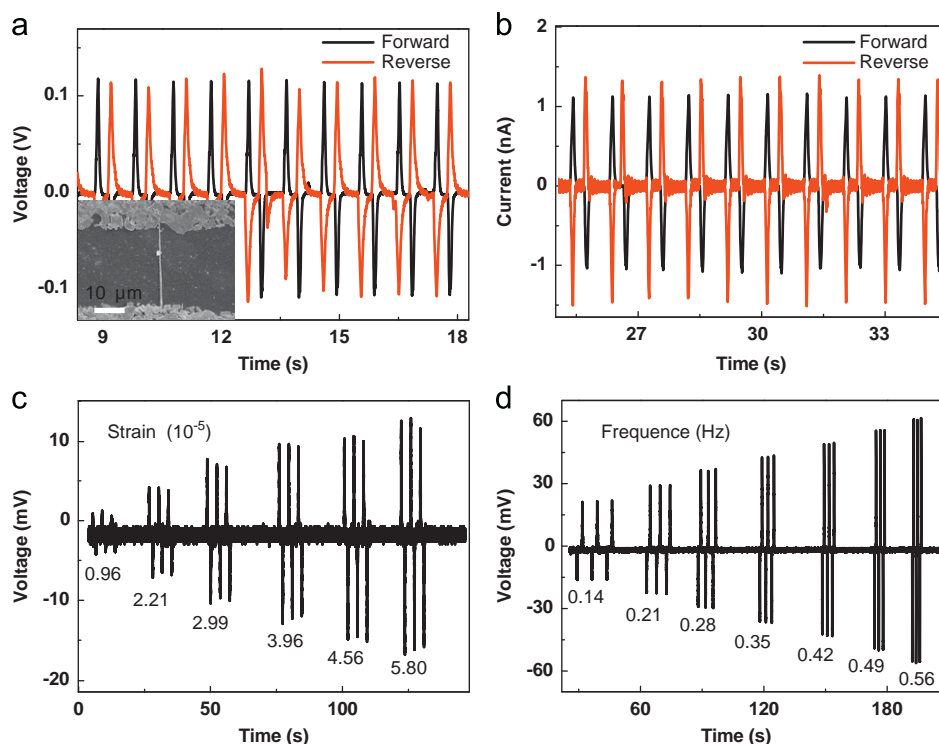 a
Forward
Reverse
0.1
0.0
-0.1
Voltage (V)
10 µm
9
12
15
18
Time (s)
b
Forward
Reverse
2
1
0
-1
Current (nA)
27
30
33
Time (s)
c
Strain (10-5)
10
0
-10
-20
Voltage (mV)
0.96
2.21
2.99
3.96
4.56
5.80
0
50
100
Time (s)
d
Frequence (Hz)
60
30
0
-30
-60
Voltage (mV)
0.14
0.21
0.28
0.35
0.42
0.49
0.56
60
120
180
Time (s)